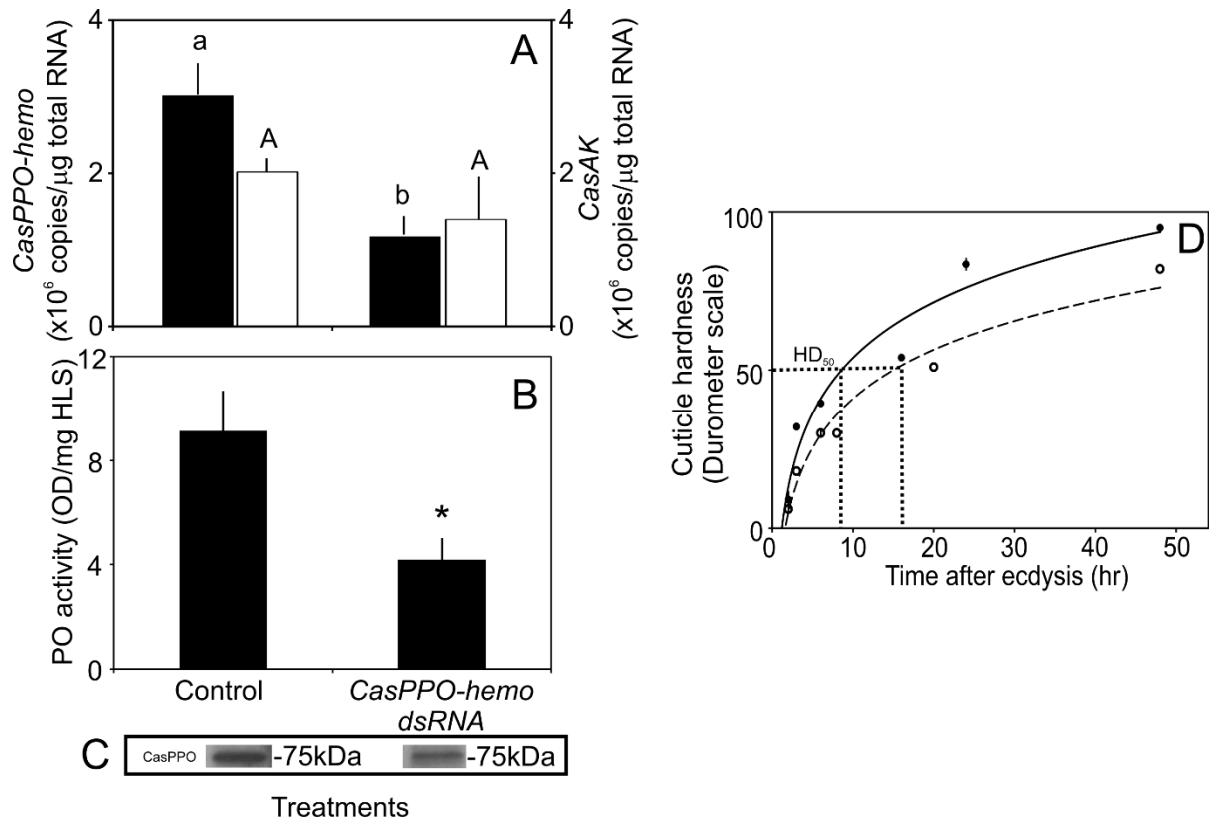 A
CasPPO-hemo
(x10⁶ copies/µg total RNA)
4
2
0
a
A
b
A
4
2
0
CasAK
(x10⁶ copies/µg total RNA)
B
PO activity (OD/mg HLS)
12
8
4
0
*
Control
CasPPO-hemo
dsRNA
C
CasPPO
-75kDa
-75kDa
Treatments
D
Cuticle hardness
(Durometer scale)
100
50
0
HD₅₀
0
10
20
30
40
50
Time after ecdysis (hr)